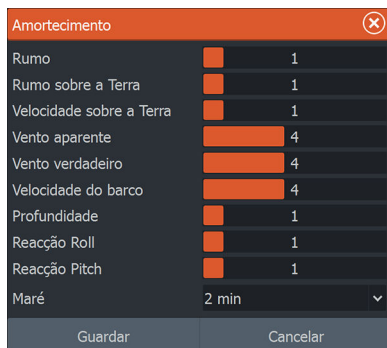 Amortecimento
Rumo 1
Rumo sobre a Terra 1
Velocidade sobre a Terra 1
Vento aparente 4
Vento verdadeiro 4
Velocidade do barco 4
Profundidade 1
Reacção Roll 1
Reacção Pitch 1
Maré 2 min
Guardar Cancelar